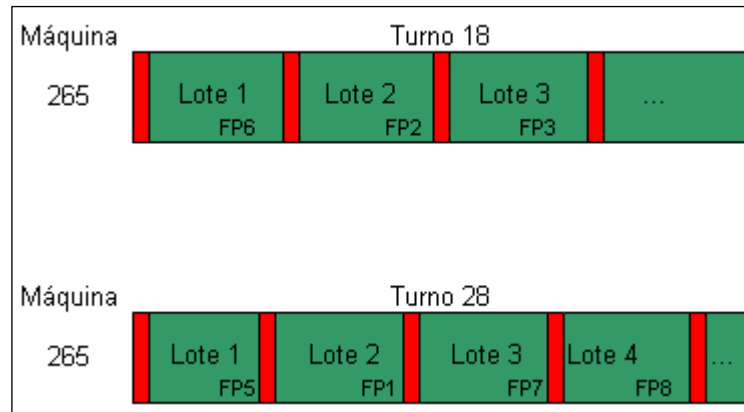 Máquina Turno 18
265 Lote 1 Lote 2 Lote 3 ...
FP6 FP2 FP3
Máquina Turno 28
265 Lote 1 Lote 2 Lote 3 Lote 4 ...
FP5 FP1 FP7 FP8